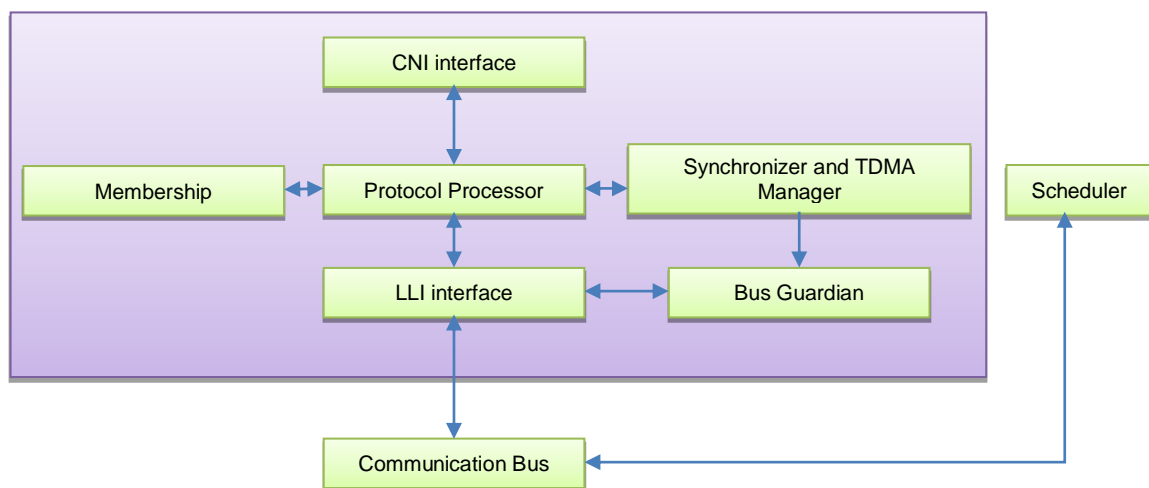 CNI interface
Membership
Protocol Processor
Synchronizer and TDMA
Manager
Scheduler
LLI interface
Bus Guardian
Communication Bus